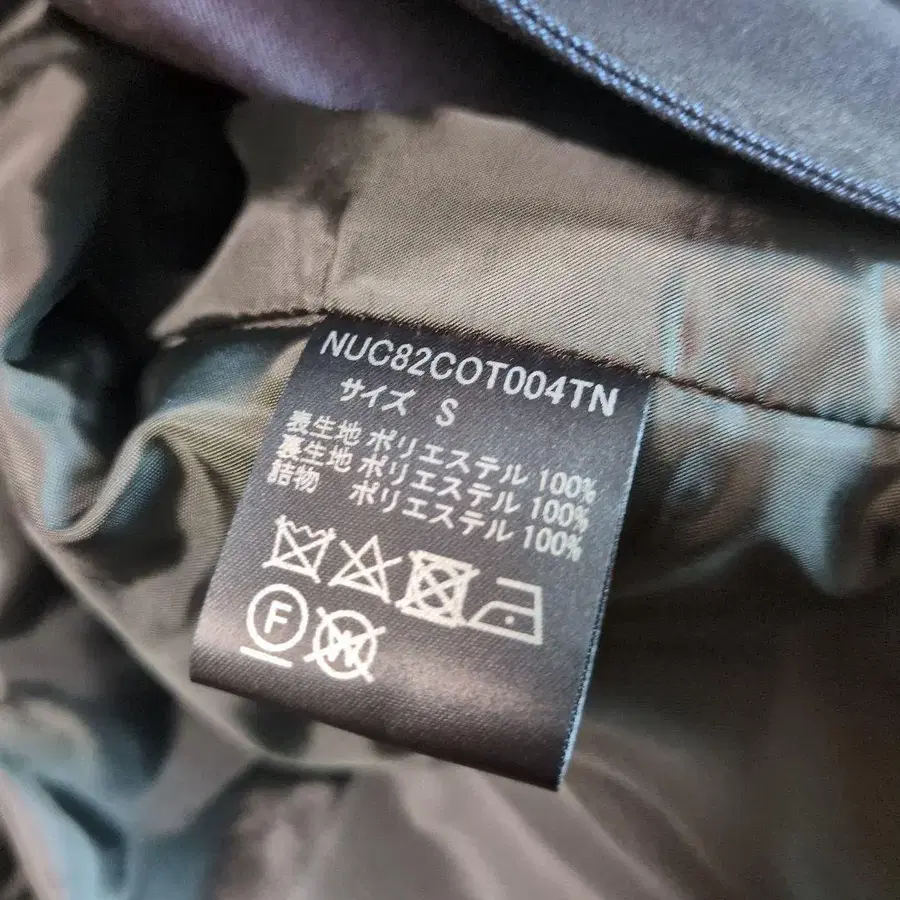 NUC82COT004TN
サイズ S
表生地 ポリエステル 100%
裏生地 ポリエステル 100%
詰物 ポリエステル 100%
F
W